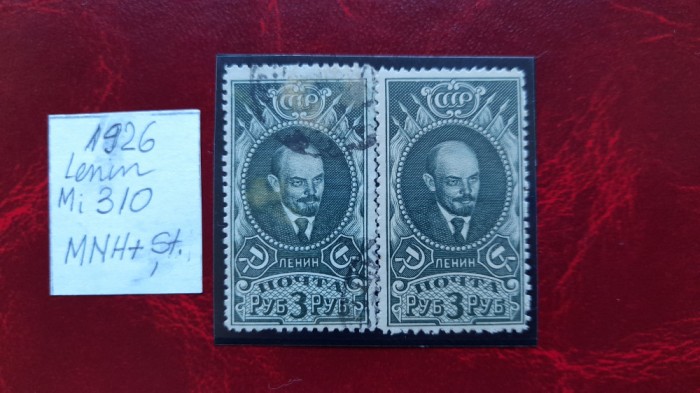 1926
Lenin
Mi 310
MNH+, St.
СССР
ЛЕНИН
ПОЧТА
РУБ 3 РУБ
СССР
ЛЕНИН
ПОЧТА
РУБ 3 РУБ